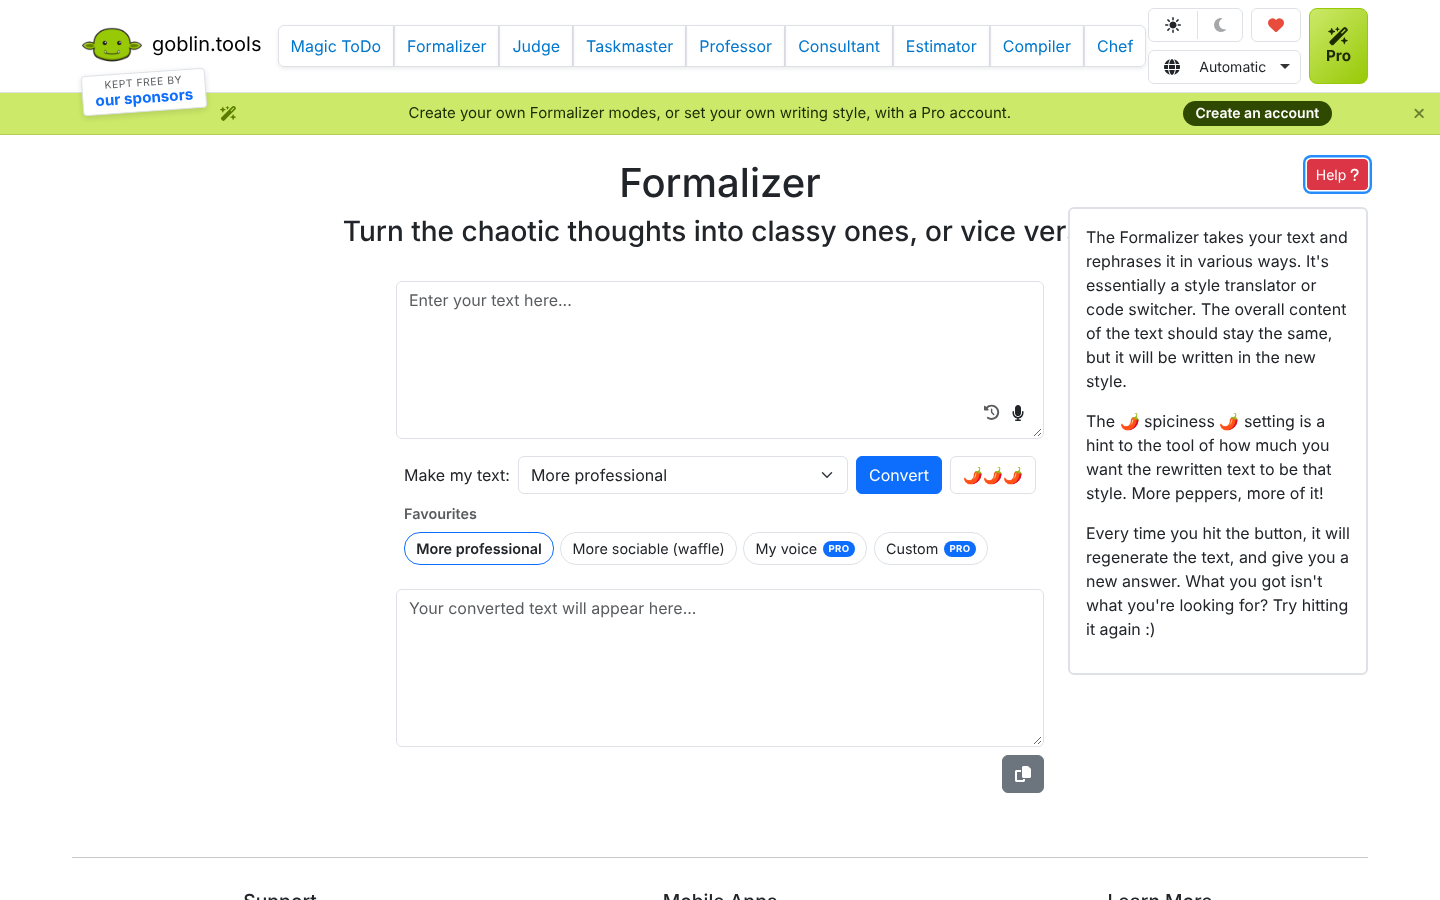 goblin.tools
KEPT FREE BY
our sponsors
Magic ToDo
Formalizer
Judge
Taskmaster
Professor
Consultant
Estimator
Compiler
Chef
Automatic
Pro
Create your own Formalizer modes, or set your own writing style, with a Pro account.
Create an account
Formalizer
Help ?
Turn the chaotic thoughts into classy ones, or vice ver
The Formalizer takes your text and
rephrases it in various ways. It's
essentially a style translator or
code switcher. The overall content
of the text should stay the same,
but it will be written in the new
style.
The 🌶️ spiciness 🌶️ setting is a
hint to the tool of how much you
want the rewritten text to be that
style. More peppers, more of it!
Every time you hit the button, it will
regenerate the text, and give you a
new answer. What you got isn't
what you're looking for? Try hitting
it again :)
Enter your text here...
Make my text:
More professional
Convert
🌶️🌶️🌶️
Favourites
More professional
More sociable (waffle)
My voice PRO
Custom PRO
Your converted text will appear here...
Support
Mobile Apps
Learn More